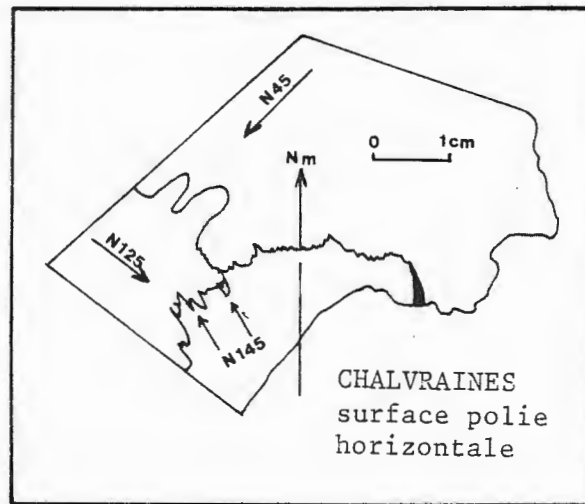 N45
0 1cm
Nm
N125
N145
CHALVRAINES
surface polie
horizontale